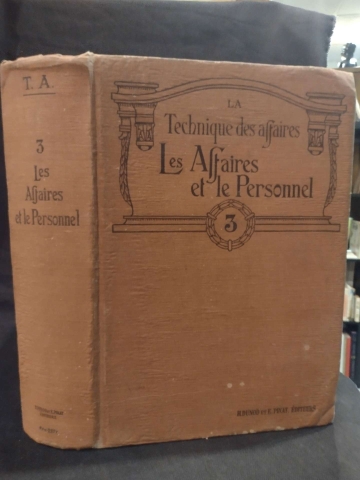 T. A.
3
Les
Affaires
et le Personnel
LA
Technique des affaires
Les Affaires
et le Personnel
3